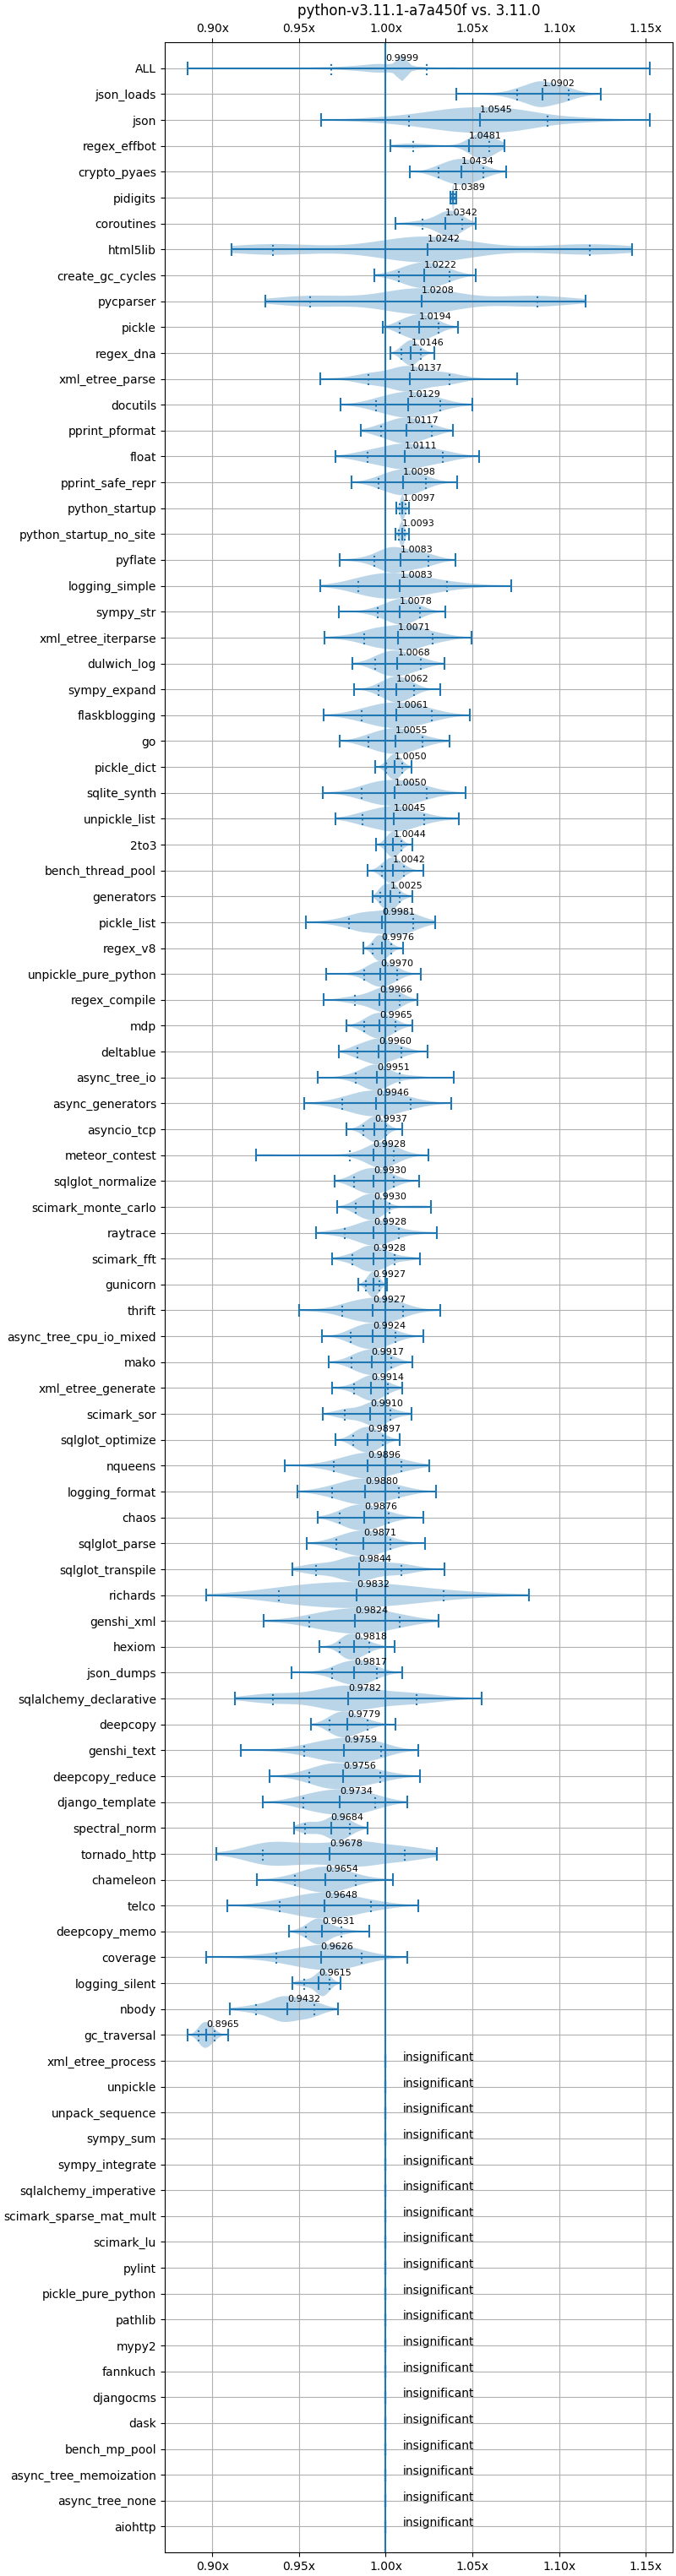 python-v3.11.1-a7a450f vs. 3.11.0
0.90x 0.95x 1.00x 1.05x 1.10x 1.15x
ALL 0.9999
json_loads 1.0902
json 1.0545
regex_effbot 1.0481
crypto_pyaes 1.0434
pidigits 1.0389
coroutines 1.0342
html5lib 1.0242
create_gc_cycles 1.0222
pycparser 1.0208
pickle 1.0194
regex_dna 1.0146
xml_etree_parse 1.0137
docutils 1.0129
pprint_pformat 1.0117
float 1.0111
pprint_safe_repr 1.0098
python_startup 1.0097
python_startup_no_site 1.0093
pyflate 1.0083
logging_simple 1.0083
sympy_str 1.0078
xml_etree_iterparse 1.0071
dulwich_log 1.0068
sympy_expand 1.0062
flaskblogging 1.0061
go 1.0055
pickle_dict 1.0050
sqlite_synth 1.0050
unpickle_list 1.0045
2to3 1.0044
bench_thread_pool 1.0042
generators 1.0025
pickle_list 0.9981
regex_v8 0.9976
unpickle_pure_python 0.9970
regex_compile 0.9966
mdp 0.9965
deltablue 0.9960
async_tree_io 0.9951
async_generators 0.9946
asyncio_tcp 0.9937
meteor_contest 0.9928
sqlglot_normalize 0.9930
scimark_monte_carlo 0.9930
raytrace 0.9928
scimark_fft 0.9928
gunicorn 0.9927
thrift 0.9927
async_tree_cpu_io_mixed 0.9924
mako 0.9917
xml_etree_generate 0.9914
scimark_sor 0.9910
sqlglot_optimize 0.9897
nqueens 0.9896
logging_format 0.9880
chaos 0.9876
sqlglot_parse 0.9871
sqlglot_transpile 0.9844
richards 0.9832
genshi_xml 0.9824
hexiom 0.9818
json_dumps 0.9817
sqlalchemy_declarative 0.9782
deepcopy 0.9779
genshi_text 0.9759
deepcopy_reduce 0.9756
django_template 0.9734
spectral_norm 0.9684
tornado_http 0.9678
chameleon 0.9654
telco 0.9648
deepcopy_memo 0.9631
coverage 0.9626
logging_silent 0.9615
nbody 0.9432
gc_traversal 0.8965
xml_etree_process insignificant
unpickle insignificant
unpack_sequence insignificant
sympy_sum insignificant
sympy_integrate insignificant
sqlalchemy_imperative insignificant
scimark_sparse_mat_mult insignificant
scimark_lu insignificant
pylint insignificant
pickle_pure_python insignificant
pathlib insignificant
mypy2 insignificant
fannkuch insignificant
djangocms insignificant
dask insignificant
bench_mp_pool insignificant
async_tree_memoization insignificant
async_tree_none insignificant
aiohttp insignificant
0.90x 0.95x 1.00x 1.05x 1.10x 1.15x